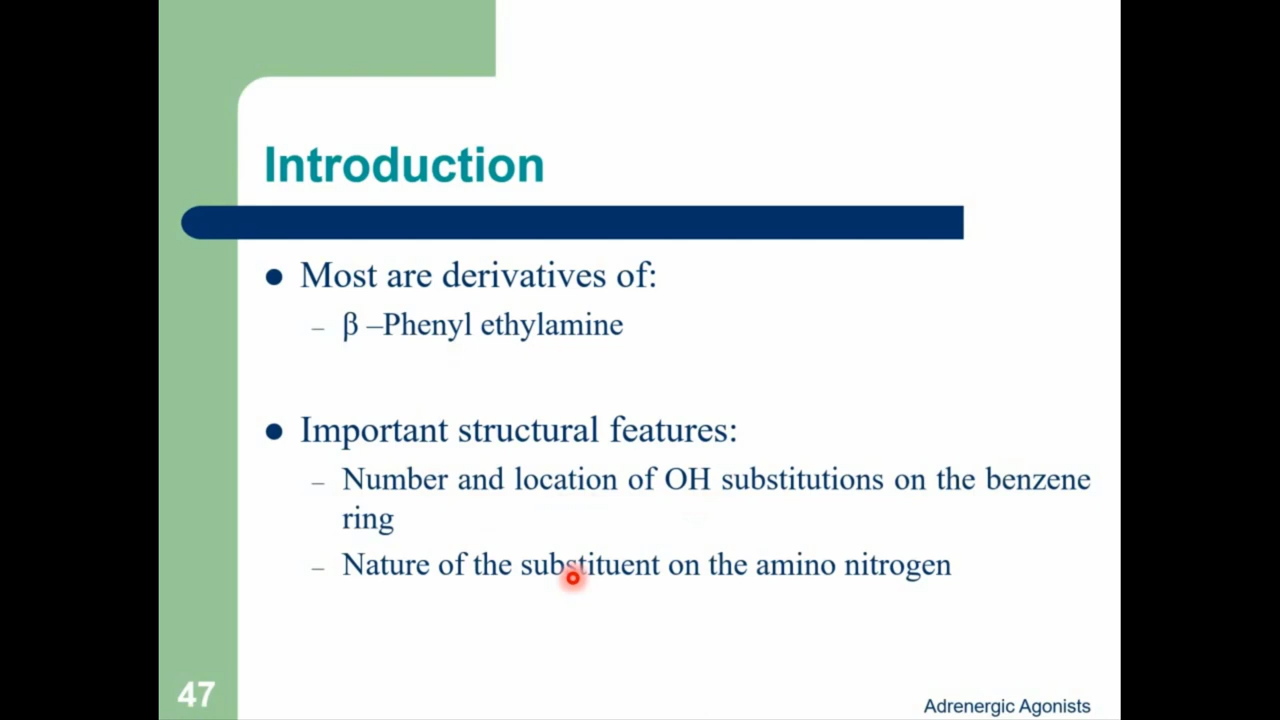 Introduction
● Most are derivatives of:
– β –Phenyl ethylamine
● Important structural features:
– Number and location of OH substitutions on the benzene
ring
– Nature of the substituent on the amino nitrogen
47
Adrenergic Agonists